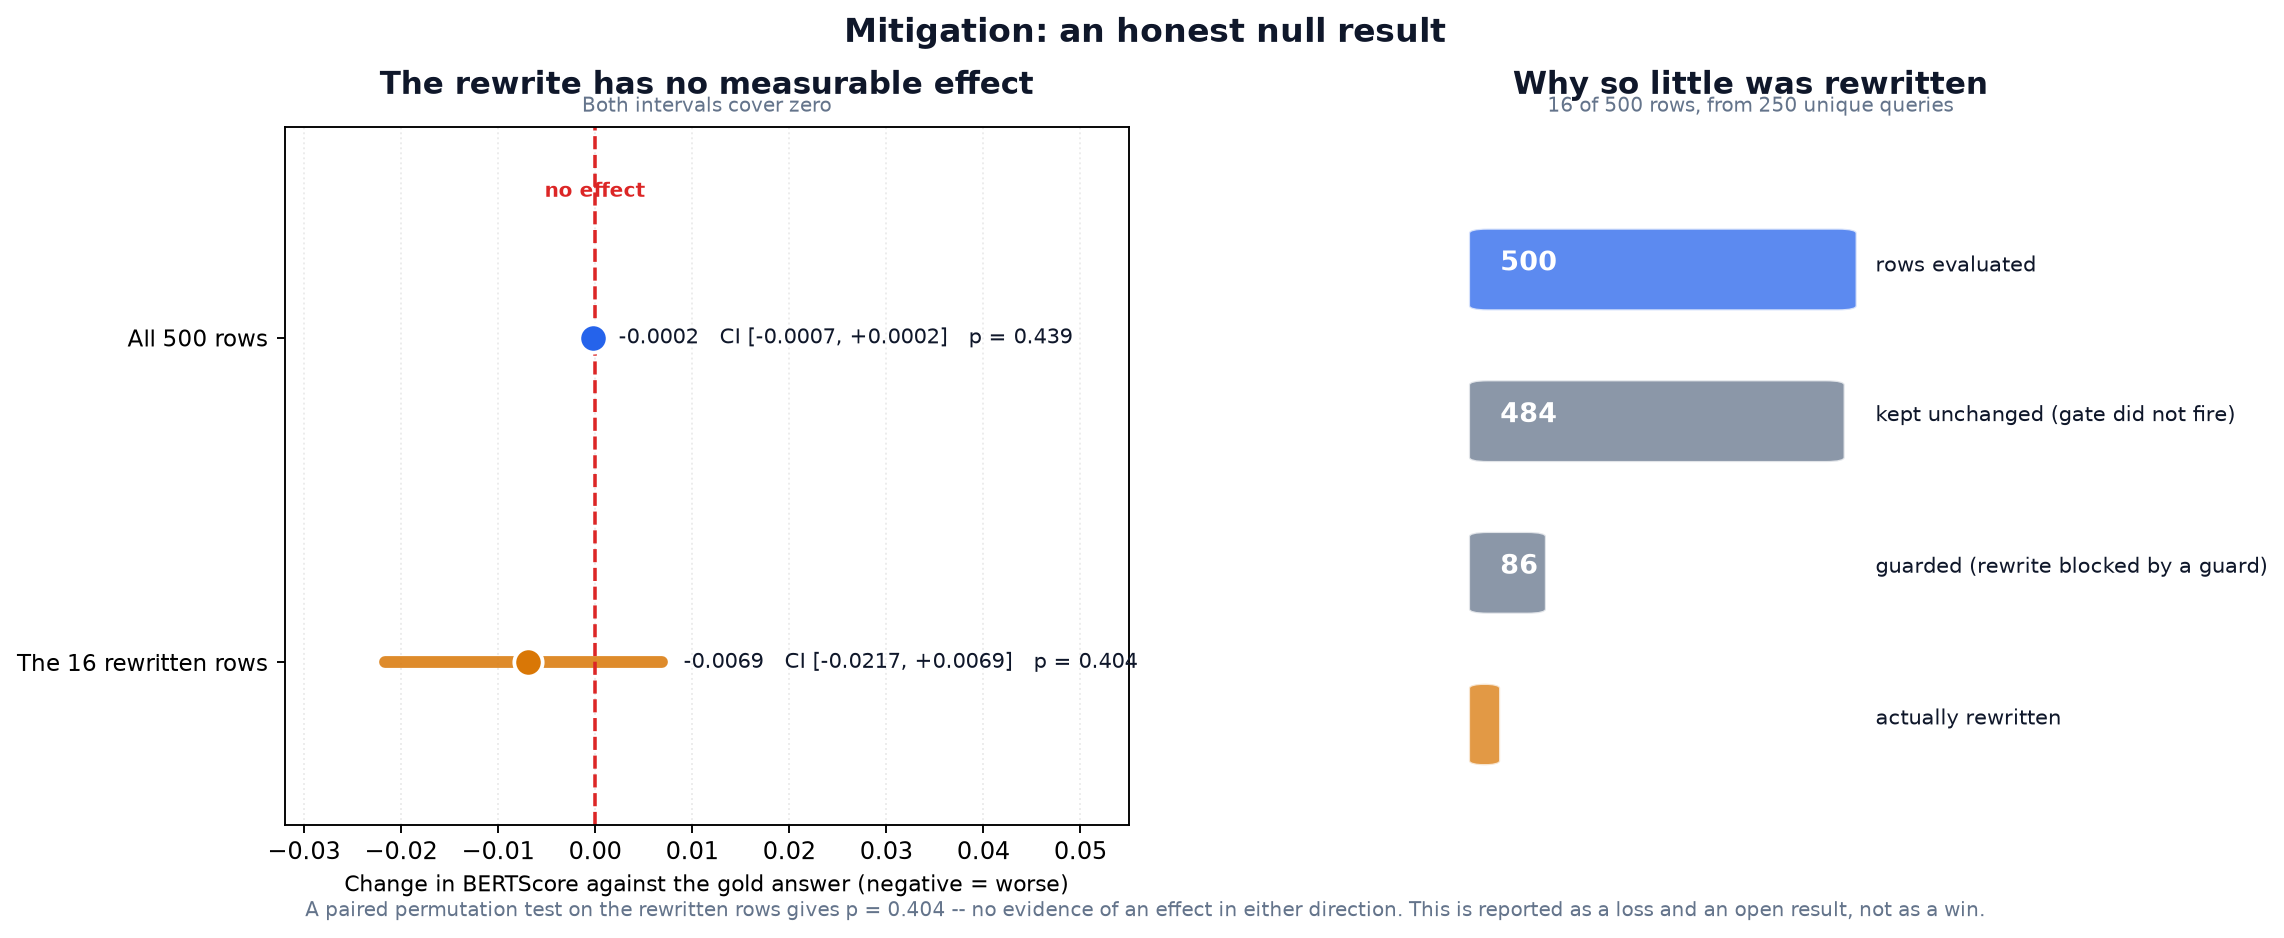 Mitigation: an honest null result
The rewrite has no measurable effect
Both intervals cover zero
no effect
All 500 rows
-0.0002 CI [-0.0007, +0.0002] p = 0.439
The 16 rewritten rows
-0.0069 CI [-0.0217, +0.0069] p = 0.404
−0.03 −0.02 −0.01 0.00 0.01 0.02 0.03 0.04 0.05
Change in BERTScore against the gold answer (negative = worse)
Why so little was rewritten
16 of 500 rows, from 250 unique queries
500 rows evaluated
484 kept unchanged (gate did not fire)
86 guarded (rewrite blocked by a guard)
actually rewritten
A paired permutation test on the rewritten rows gives p = 0.404 -- no evidence of an effect in either direction. This is reported as a loss and an open result, not as a win.